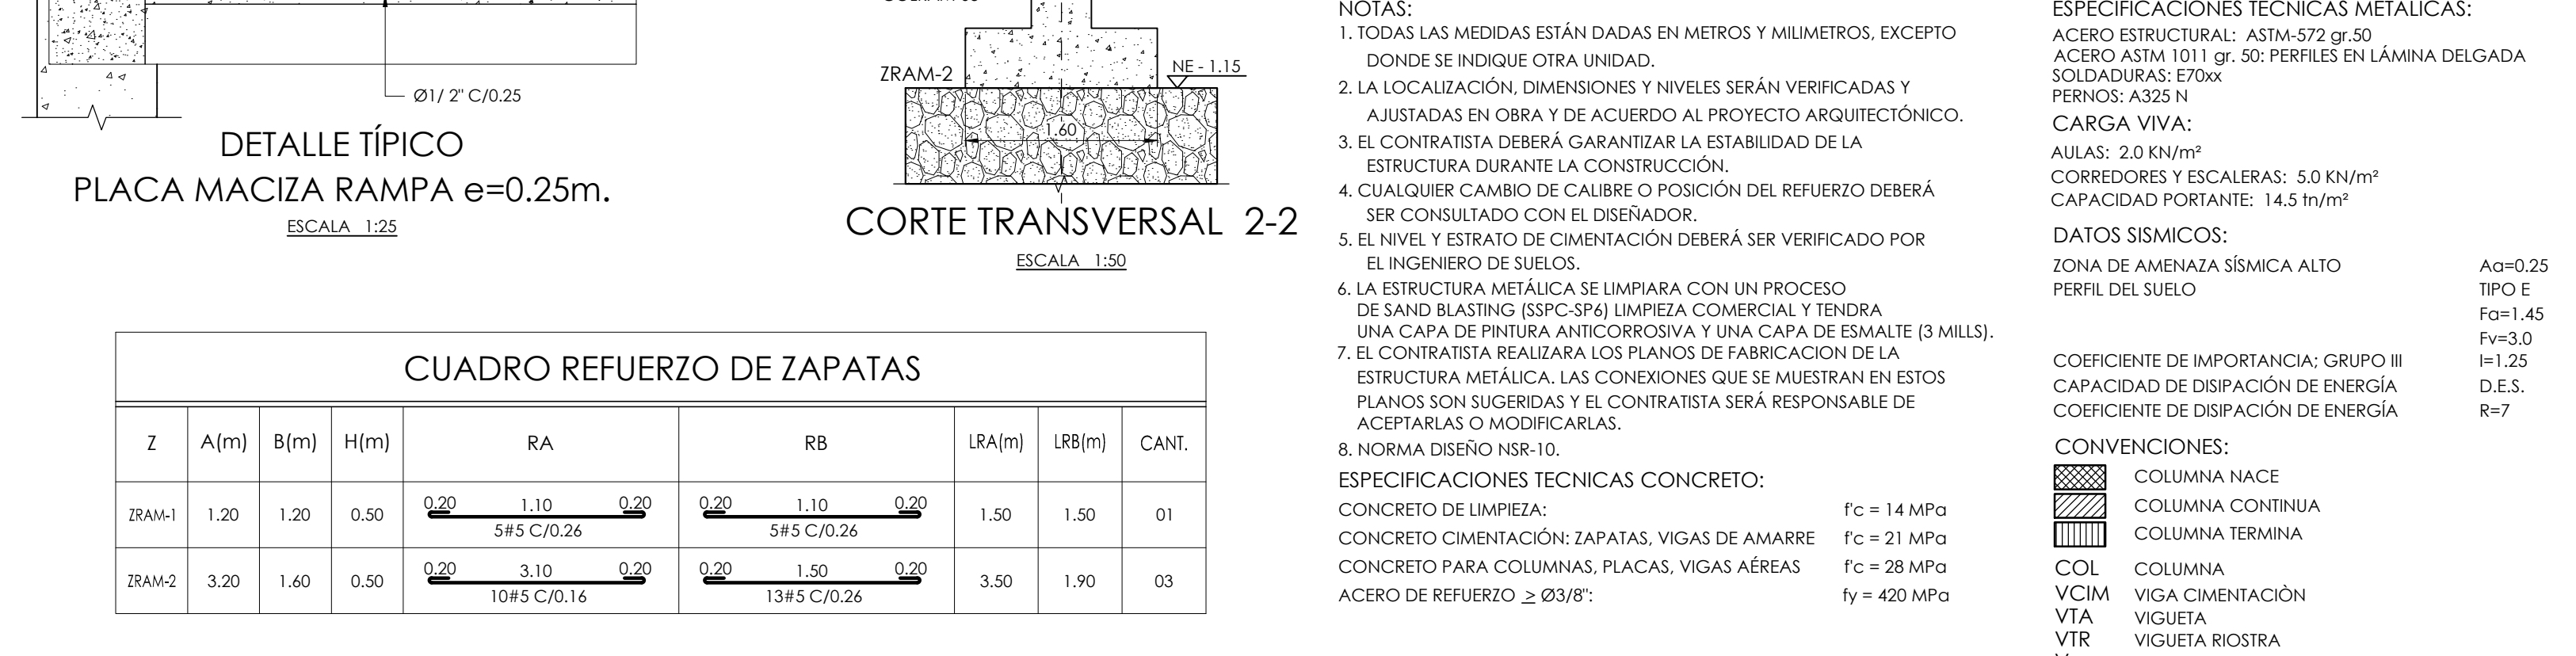 Ø1/ 2" C/0.25
DETALLE TÍPICO
PLACA MACIZA RAMPA e=0.25m.
ESCALA 1:25
ZRAM-2
NE - 1.15
1.60
CORTE TRANSVERSAL 2-2
ESCALA 1:50
CUADRO REFUERZO DE ZAPATAS
Z A(m) B(m) H(m) RA RB LRA(m) LRB(m) CANT.
0.20 1.10 0.20 0.20 1.10 0.20
ZRAM-1 1.20 1.20 0.50 5#5 C/0.26 5#5 C/0.26 1.50 1.50 01
0.20 3.10 0.20 0.20 1.50 0.20
ZRAM-2 3.20 1.60 0.50 10#5 C/0.16 13#5 C/0.26 3.50 1.90 03
NOTAS:
1. TODAS LAS MEDIDAS ESTÁN DADAS EN METROS Y MILIMETROS, EXCEPTO
DONDE SE INDIQUE OTRA UNIDAD.
2. LA LOCALIZACIÓN, DIMENSIONES Y NIVELES SERÁN VERIFICADAS Y
AJUSTADAS EN OBRA Y DE ACUERDO AL PROYECTO ARQUITECTÓNICO.
3. EL CONTRATISTA DEBERÁ GARANTIZAR LA ESTABILIDAD DE LA
ESTRUCTURA DURANTE LA CONSTRUCCIÓN.
4. CUALQUIER CAMBIO DE CALIBRE O POSICIÓN DEL REFUERZO DEBERÁ
SER CONSULTADO CON EL DISEÑADOR.
5. EL NIVEL Y ESTRATO DE CIMENTACIÓN DEBERÁ SER VERIFICADO POR
EL INGENIERO DE SUELOS.
6. LA ESTRUCTURA METÁLICA SE LIMPIARA CON UN PROCESO
DE SAND BLASTING (SSPC-SP6) LIMPIEZA COMERCIAL Y TENDRA
UNA CAPA DE PINTURA ANTICORROSIVA Y UNA CAPA DE ESMALTE (3 MILLS).
7. EL CONTRATISTA REALIZARA LOS PLANOS DE FABRICACION DE LA
ESTRUCTURA METÁLICA. LAS CONEXIONES QUE SE MUESTRAN EN ESTOS
PLANOS SON SUGERIDAS Y EL CONTRATISTA SERÁ RESPONSABLE DE
ACEPTARLAS O MODIFICARLAS.
8. NORMA DISEÑO NSR-10.
ESPECIFICACIONES TECNICAS CONCRETO:
CONCRETO DE LIMPIEZA: f'c = 14 MPa
CONCRETO CIMENTACIÓN: ZAPATAS, VIGAS DE AMARRE f'c = 21 MPa
CONCRETO PARA COLUMNAS, PLACAS, VIGAS AÉREAS f'c = 28 MPa
ACERO DE REFUERZO ≥ Ø3/8": fy = 420 MPa
ESPECIFICACIONES TECNICAS METALICAS:
ACERO ESTRUCTURAL: ASTM-572 gr.50
ACERO ASTM 1011 gr. 50: PERFILES EN LÁMINA DELGADA
SOLDADURAS: E70xx
PERNOS: A325 N
CARGA VIVA:
AULAS: 2.0 KN/m²
CORREDORES Y ESCALERAS: 5.0 KN/m²
CAPACIDAD PORTANTE: 14.5 tn/m²
DATOS SISMICOS:
ZONA DE AMENAZA SÍSMICA ALTO Aa=0.25
PERFIL DEL SUELO TIPO E
Fa=1.45
Fv=3.0
COEFICIENTE DE IMPORTANCIA; GRUPO III I=1.25
CAPACIDAD DE DISIPACIÓN DE ENERGÍA D.E.S.
COEFICIENTE DE DISIPACIÓN DE ENERGÍA R=7
CONVENCIONES:
COLUMNA NACE
COLUMNA CONTINUA
COLUMNA TERMINA
COL COLUMNA
VCIM VIGA CIMENTACIÒN
VTA VIGUETA
VTR VIGUETA RIOSTRA